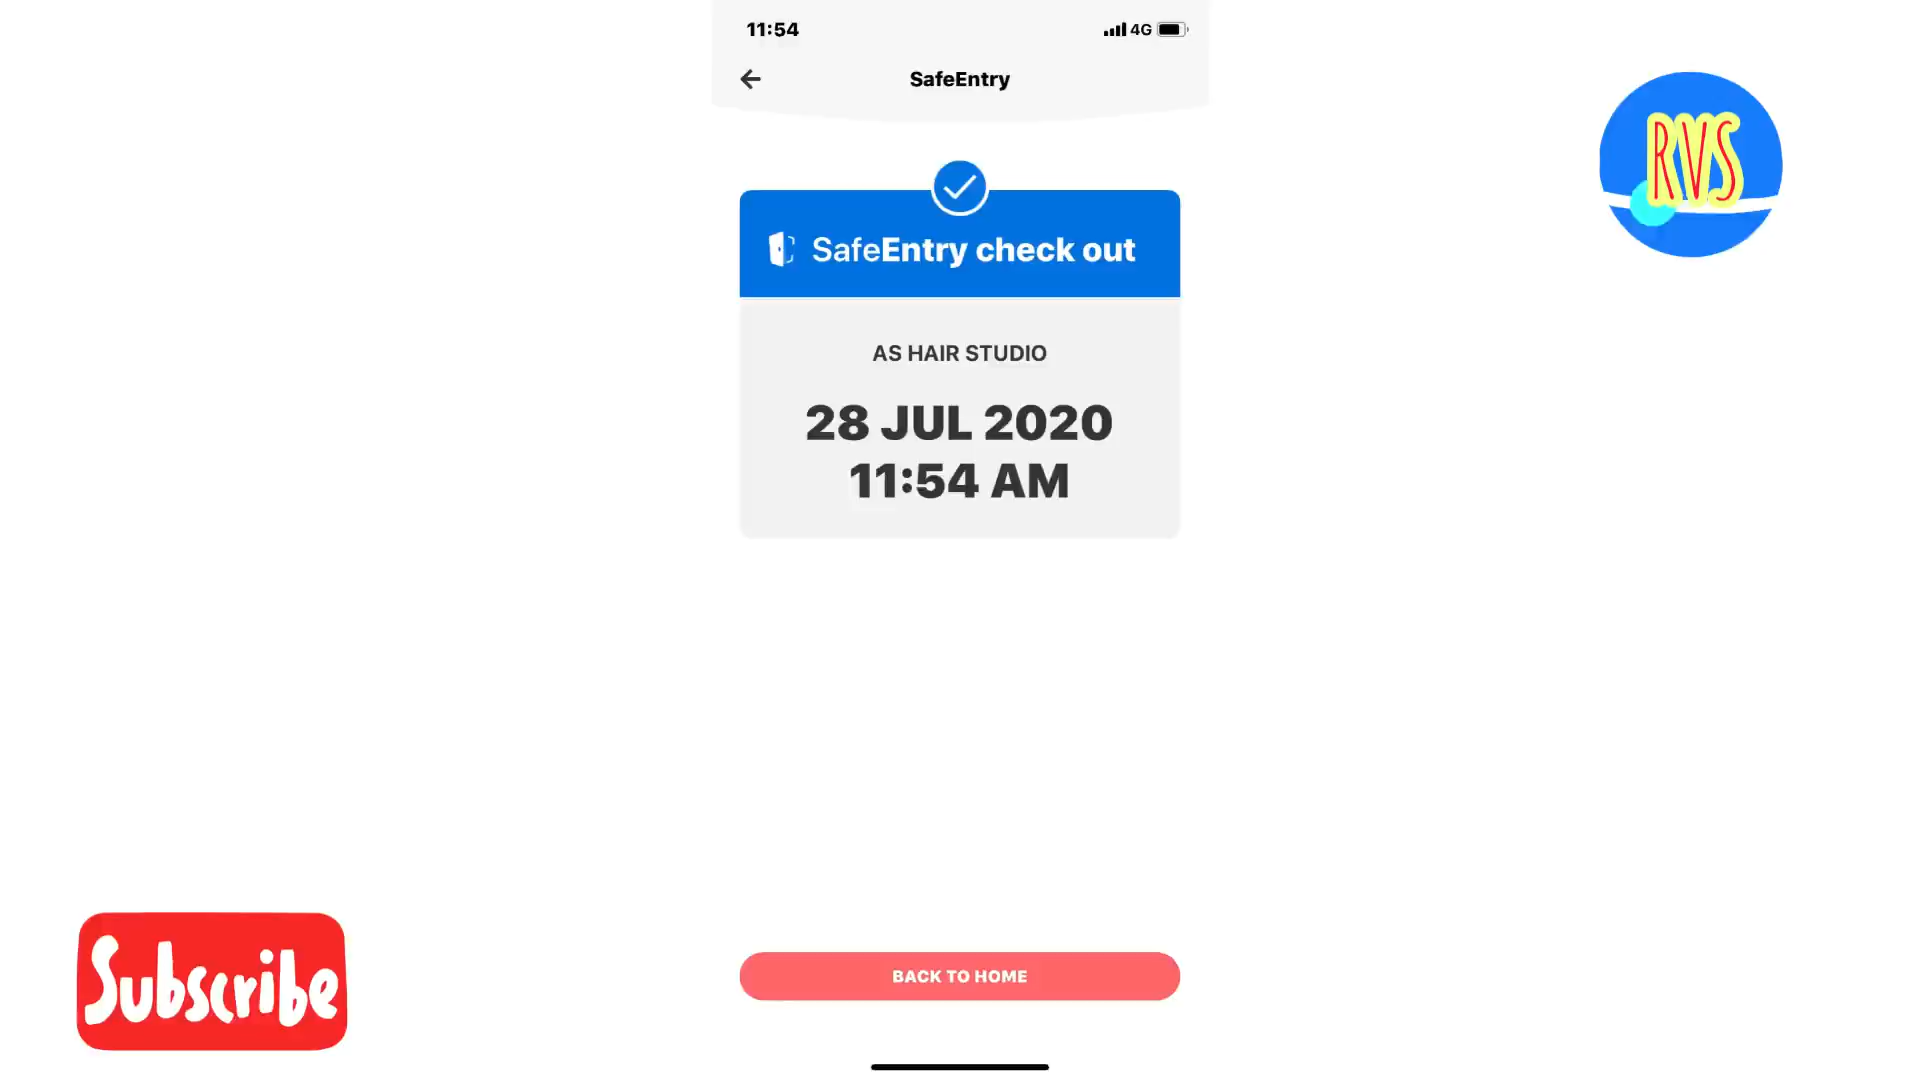 11:54
4G
SafeEntry
RVS
SafeEntry check out
AS HAIR STUDIO
28 JUL 2020
11:54 AM
Subscribe
BACK TO HOME